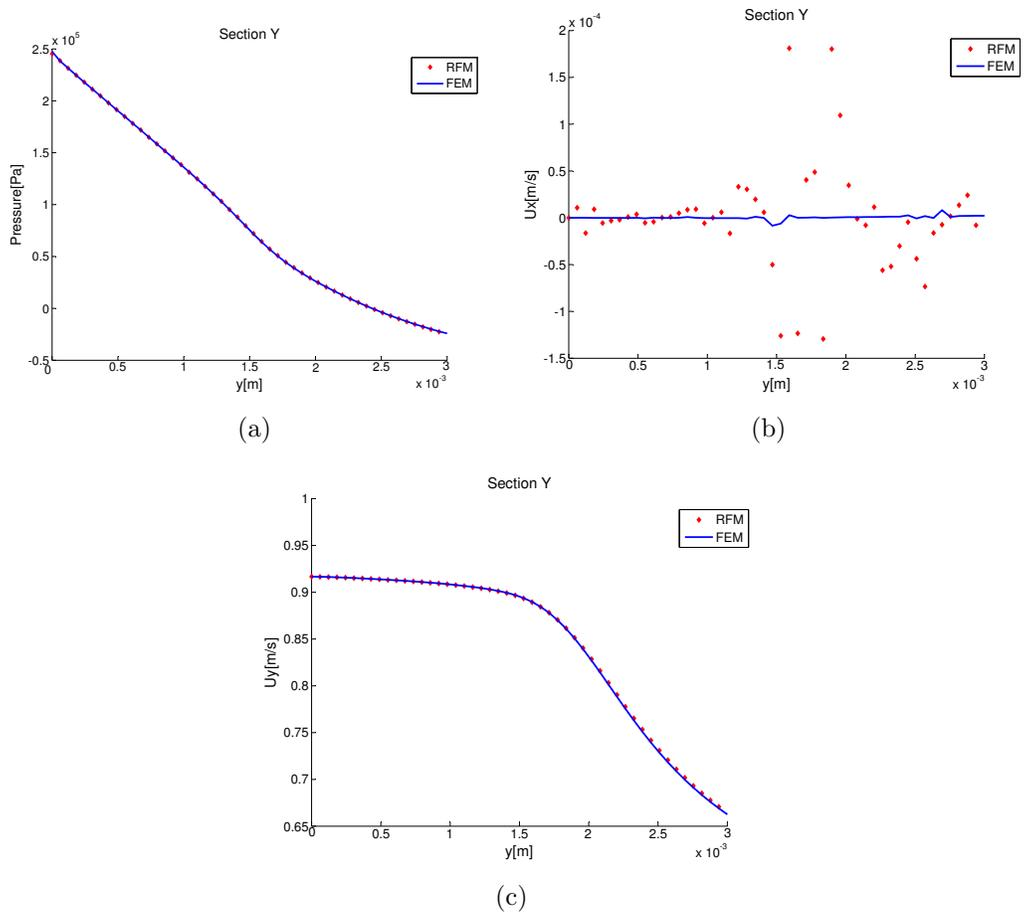 Section Y
x 10^5
RFM
FEM
2.5
2
1.5
1
0.5
0
-0.5
Pressure[Pa]
0 0.5 1 1.5 2 2.5 3
y[m]
x 10^-3
(a)
Section Y
x 10^-4
RFM
FEM
2
1.5
1
0.5
0
-0.5
-1
-1.5
Ux[m/s]
0 0.5 1 1.5 2 2.5 3
y[m]
x 10^-3
(b)
Section Y
RFM
FEM
1
0.95
0.9
0.85
0.8
0.75
0.7
0.65
Uy[m/s]
0 0.5 1 1.5 2 2.5 3
y[m]
x 10^-3
(c)